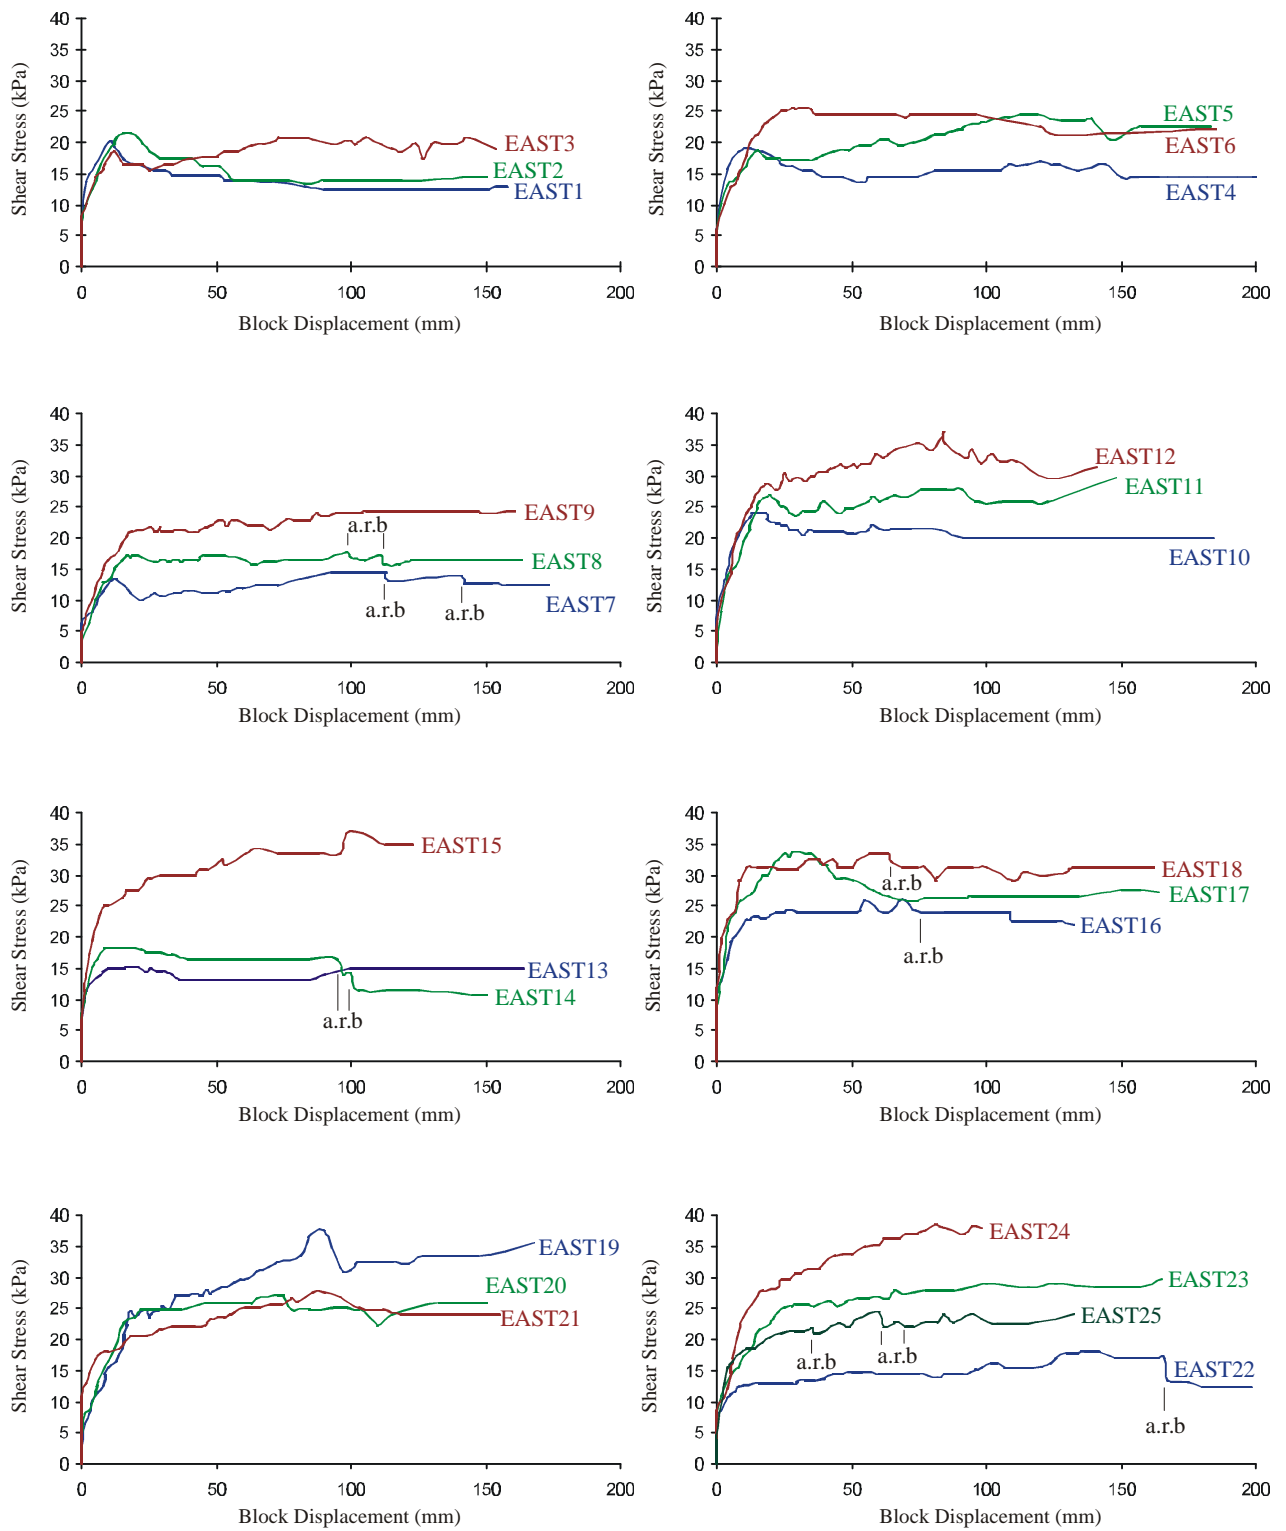 40
35
30
25
20
15
10
5
0
Shear Stress (kPa)
EAST3
EAST2
EAST1
0 50 100 150 200
Block Displacement (mm)
40
35
30
25
20
15
10
5
0
Shear Stress (kPa)
EAST5
EAST6
EAST4
0 50 100 150 200
Block Displacement (mm)
40
35
30
25
20
15
10
5
0
Shear Stress (kPa)
EAST9
a.r.b
EAST8
EAST7
a.r.b a.r.b
0 50 100 150 200
Block Displacement (mm)
40
35
30
25
20
15
10
5
0
Shear Stress (kPa)
EAST12
EAST11
EAST10
0 50 100 150 200
Block Displacement (mm)
40
35
30
25
20
15
10
5
0
Shear Stress (kPa)
EAST15
EAST13
EAST14
a.r.b
0 50 100 150 200
Block Displacement (mm)
40
35
30
25
20
15
10
5
0
Shear Stress (kPa)
EAST18
a.r.b
EAST17
EAST16
a.r.b
0 50 100 150 200
Block Displacement (mm)
40
35
30
25
20
15
10
5
0
Shear Stress (kPa)
EAST19
EAST20
EAST21
0 50 100 150 200
Block Displacement (mm)
40
35
30
25
20
15
10
5
0
Shear Stress (kPa)
EAST24
EAST23
EAST25
a.r.b a.r.b
EAST22
a.r.b
0 50 100 150 200
Block Displacement (mm)